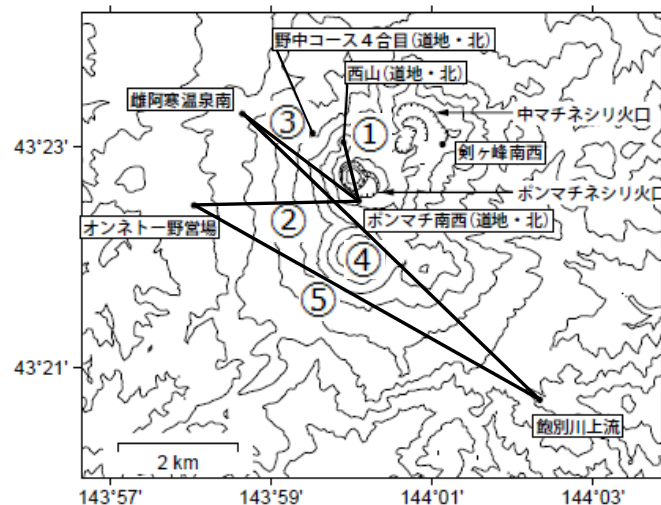 野中コース４合目(道地・北)
西山(道地・北)
雌阿寒温泉南
③
①
中マチネシリ火口
43°23'
剣ヶ峰南西
ポンマチネシリ火口
オンネトー野営場
②
ポンマチ南西(道地・北)
④
⑤
43°21'
飽別川上流
2 km
143°57'
143°59'
144°01'
144°03'